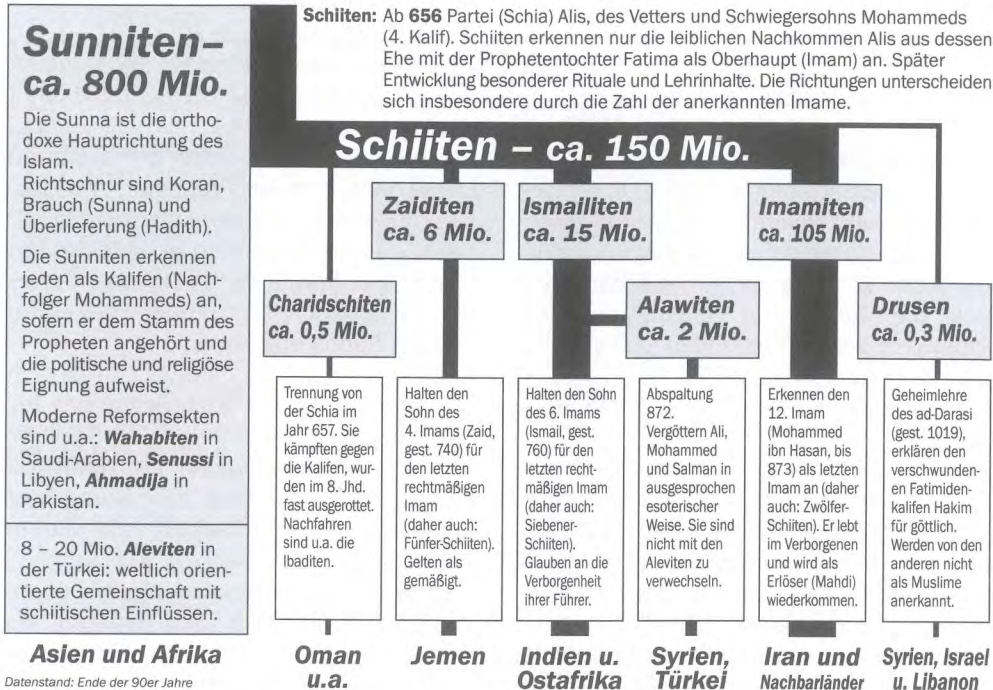 Sunniten–
ca. 800 Mio.
Die Sunna ist die ortho-
doxe Hauptrichtung des
Islam.
Richtschnur sind Koran,
Brauch (Sunna) und
Überlieferung (Hadith).
Die Sunniten erkennen
jeden als Kalifen (Nach-
folger Mohammeds) an,
sofern er dem Stamm des
Propheten angehört und
die politische und religiöse
Eignung aufweist.
Moderne Reformsekten
sind u.a.: Wahabiten in
Saudi-Arabien, Senussi in
Libyen, Ahmadija in
Pakistan.
8 – 20 Mio. Aleviten in
der Türkei: weltlich orien-
tierte Gemeinschaft mit
schiitischen Einflüssen.
Asien und Afrika
Datenstand: Ende der 90er Jahre
Schiiten: Ab 656 Partei (Schia) Alis, des Vetters und Schwiegersohns Mohammeds
(4. Kalif). Schiiten erkennen nur die leiblichen Nachkommen Alis aus dessen
Ehe mit der Prophetentochter Fatima als Oberhaupt (Imam) an. Später
Entwicklung besonderer Rituale und Lehrinhalte. Die Richtungen unterscheiden
sich insbesondere durch die Zahl der anerkannten Imame.
Schiiten – ca. 150 Mio.
Charidschiten
ca. 0,5 Mio.
Trennung von
der Schia im
Jahr 657. Sie
kämpften gegen
die Kalifen, wur-
den im 8. Jhd.
fast ausgerottet.
Nachfahren
sind u.a. die
Ibaditen.
Oman
u.a.
Zaiditen
ca. 6 Mio.
Halten den
Sohn des
4. Imams (Zaid,
gest. 740) für
den letzten
rechtmäßigen
Imam
(daher auch:
Fünfer-Schiiten).
Gelten als
gemäßigt.
Jemen
Ismailiten
ca. 15 Mio.
Halten den Sohn
des 6. Imams
(Ismail, gest.
760) für den
letzten recht-
mäßigen Imam
(daher auch:
Siebener-
Schiiten).
Glauben an die
Verborgenheit
ihrer Führer.
Indien u.
Ostafrika
Alawiten
ca. 2 Mio.
Abspaltung
872.
Vergöttern Ali,
Mohammed
und Salman in
ausgesprochen
esoterischer
Weise. Sie sind
nicht mit den
Aleviten zu
verwechseln.
Syrien,
Türkei
Imamiten
ca. 105 Mio.
Erkennen den
12. Imam
(Mohammed
ibn Hasan, bis
873) als letzten
Imam an (daher
auch: Zwölfer-
Schiiten). Er lebt
im Verborgenen
und wird als
Erlöser (Mahdi)
wiederkommen.
Iran und
Nachbarländer
Drusen
ca. 0,3 Mio.
Geheimlehre
des ad-Darasi
(gest. 1019),
erklären den
verschwunden-
en Fatimiden-
kalifen Hakim
für göttlich.
Werden von den
anderen nicht
als Muslime
anerkannt.
Syrien, Israel
u. Libanon